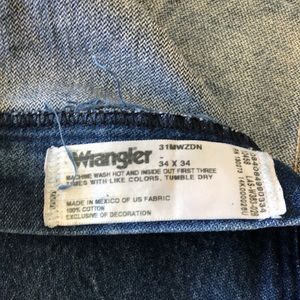 Wrangler
31MWZDN
34 X 34
MACHINE WASH HOT AND INSIDE OUT FIRST THREE
TIMES WITH LIKE COLORS, TUMBLE DRY
MADE IN MEXICO OF US FABRIC
100% COTTON
EXCLUSIVE OF DECORATION